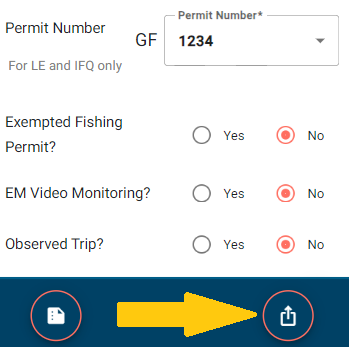 Permit Number
For LE and IFQ only
GF
Permit Number*
1234
Exempted Fishing
Permit?
Yes No
EM Video Monitoring?
Yes No
Observed Trip?
Yes No